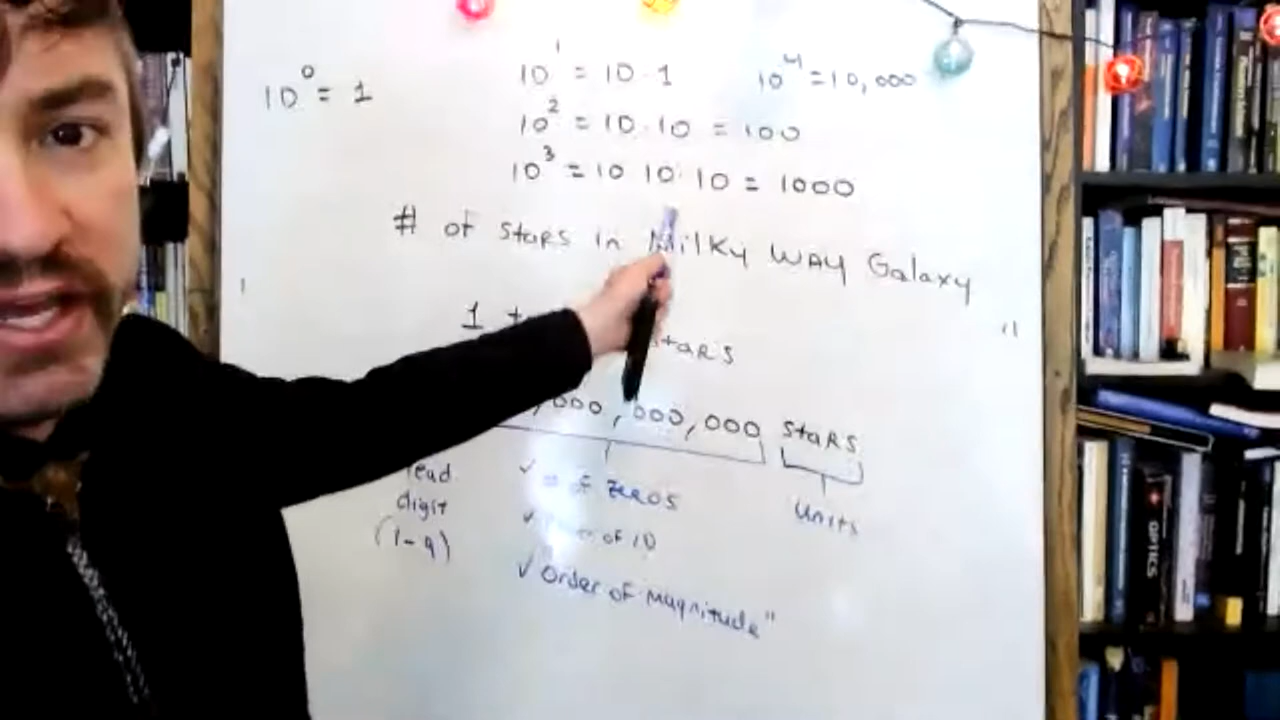 10⁰ = 1
10¹ = 10 · 1
10⁴ = 10,000
10² = 10 · 10 = 100
10³ = 10 10 · 10 = 1000
# of stars in Milky Way Galaxy
1 stars
,000,000,000 stars
lead digit (1-9)
✓ # of zeros
✓ of 10
✓ Order of Magnitude"
units
OPTICS